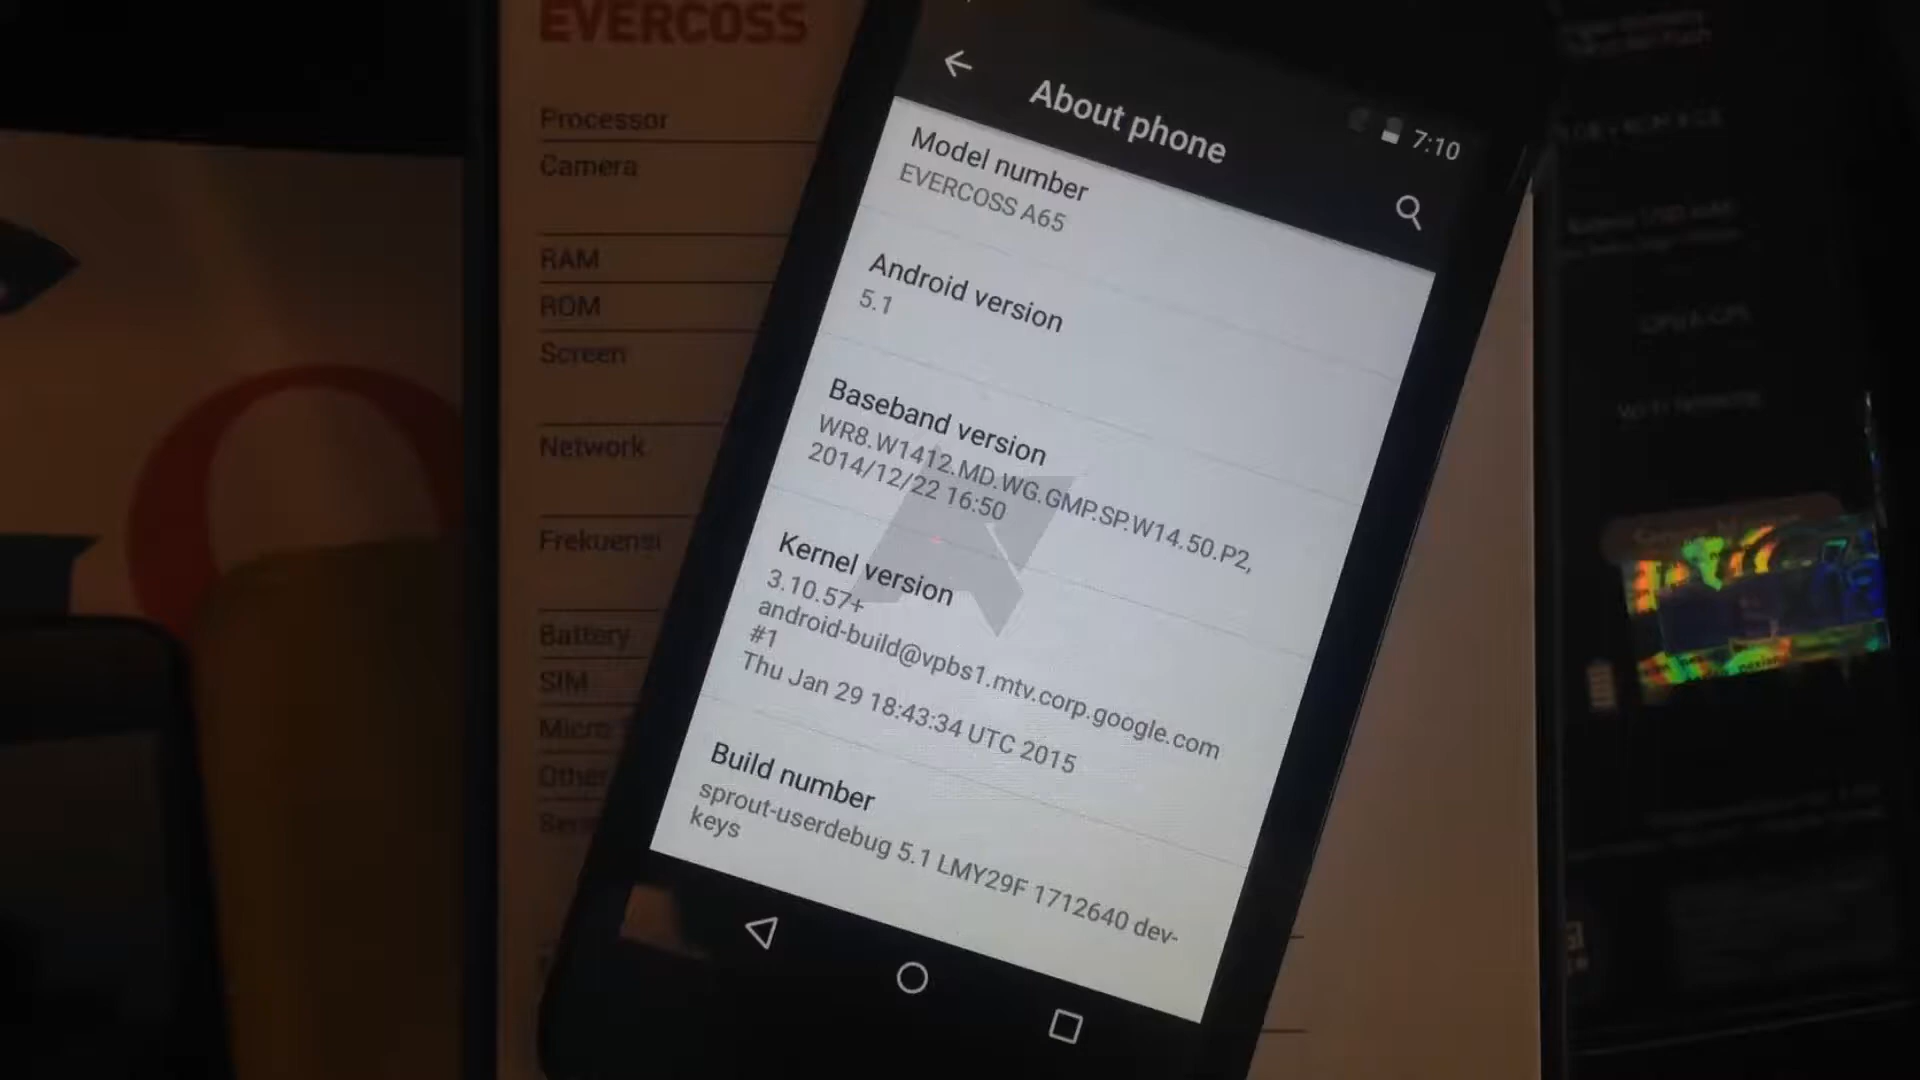 EVERCOSS
Processor
Camera
RAM
ROM
Screen
Network
Frekuensi
Battery
SIM
Micro
Other
About phone
7:10
Model number
EVERCOSS A65
Android version
5.1
Baseband version
WR8.W1412.MD.WG.GMP.SP.W14.50.P2,
2014/12/22 16:50
Kernel version
3.10.57+
android-build@vpbs1.mtv.corp.google.com
#1
Thu Jan 29 18:43:34 UTC 2015
Build number
sprout-userdebug 5.1 LMY29F 1712640 dev-
keys